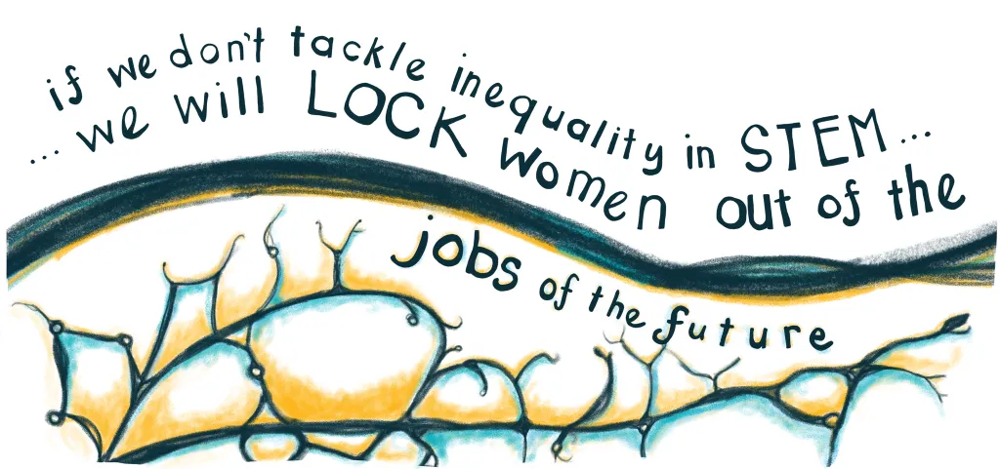 if we don't tackle inequality in STEM...
...we will LOCK women out of the
jobs of the future